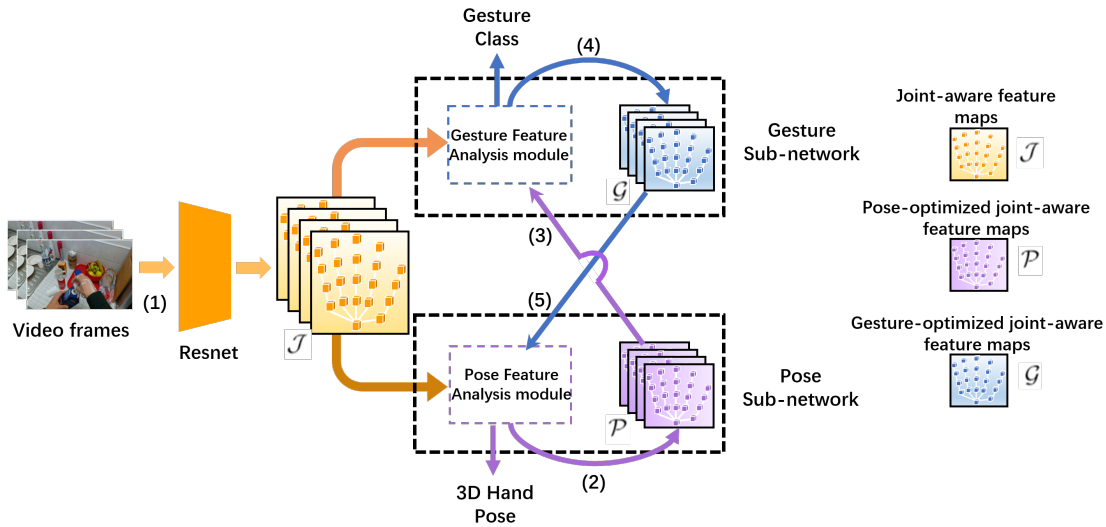 Gesture
Class
(4)
Gesture Feature
Analysis module
𝒢
Gesture
Sub-network
(3)
(1)
Video frames
Resnet
𝒥
(5)
Pose Feature
Analysis module
𝒫
Pose
Sub-network
(2)
3D Hand
Pose
Joint-aware feature
maps
𝒥
Pose-optimized joint-aware
feature maps
𝒫
Gesture-optimized joint-aware
feature maps
𝒢